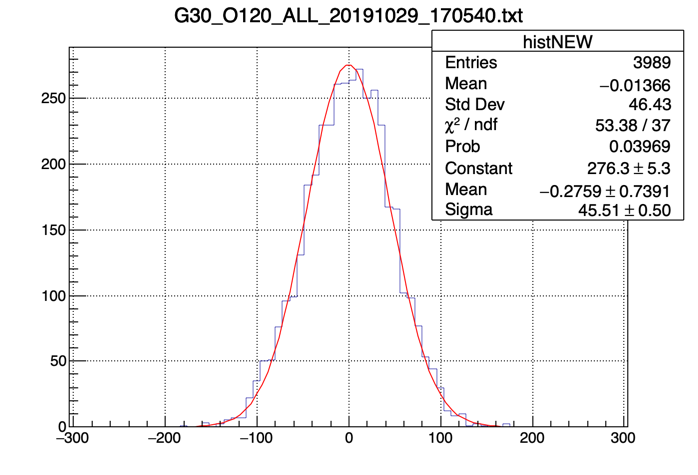 G30_O120_ALL_20191029_170540.txt
histNEW
Entries 3989
Mean −0.01366
Std Dev 46.43
χ² / ndf 53.38 / 37
Prob 0.03969
Constant 276.3 ± 5.3
Mean −0.2759 ± 0.7391
Sigma 45.51 ± 0.50
250
200
150
100
50
0
−300 −200 −100 0 100 200 300